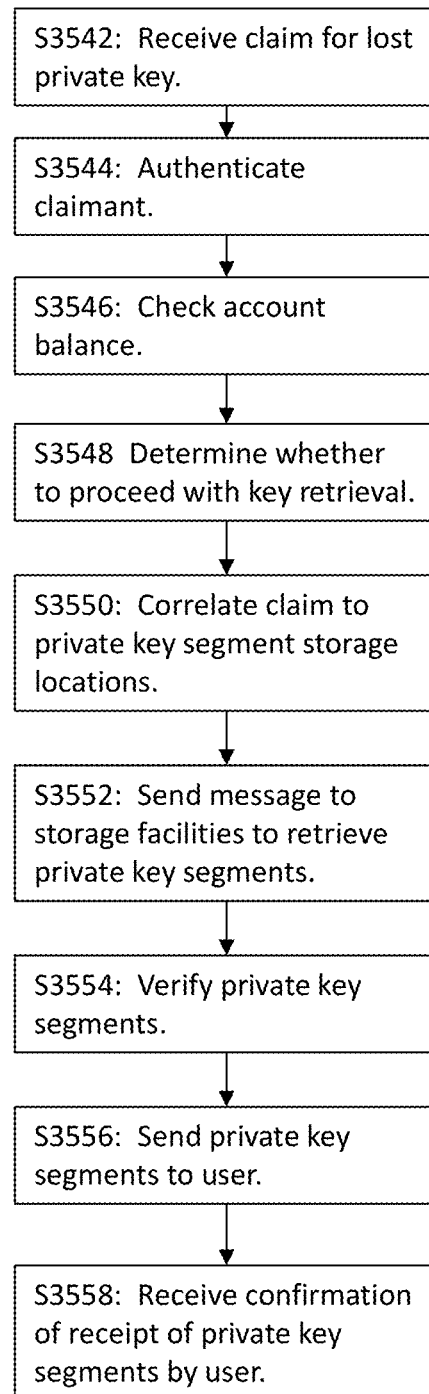 S3542: Receive claim for lost
private key.
S3544: Authenticate
claimant.
S3546: Check account
balance.
S3548 Determine whether
to proceed with key retrieval.
S3550: Correlate claim to
private key segment storage
locations.
S3552: Send message to
storage facilities to retrieve
private key segments.
S3554: Verify private key
segments.
S3556: Send private key
segments to user.
S3558: Receive confirmation
of receipt of private key
segments by user.